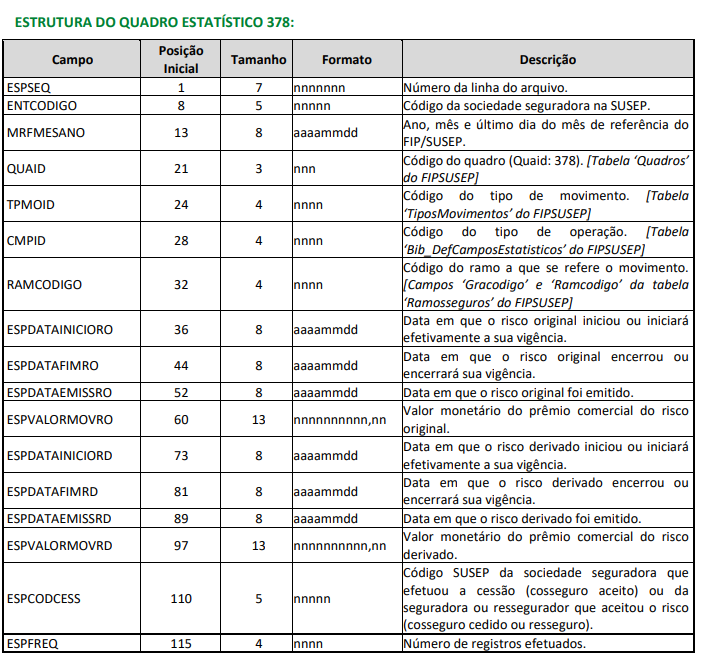 ESTRUTURA DO QUADRO ESTATÍSTICO 378:
Campo Posição Inicial Tamanho Formato Descrição
ESPSEQ 1 7 nnnnnnn Número da linha do arquivo.
ENTCODIGO 8 5 nnnnn Código da sociedade seguradora na SUSEP.
MRFMESANO 13 8 aaaammdd Ano, mês e último dia do mês de referência do
FIP/SUSEP.
QUAID 21 3 nnn Código do quadro (Quaid: 378). [Tabela ‘Quadros’
do FIPSUSEP]
TPMOID 24 4 nnnn Código do tipo de movimento. [Tabela
‘TiposMovimentos’ do FIPSUSEP]
CMPID 28 4 nnnn Código do tipo de operação. [Tabela
‘Bib_DefCamposEstatisticos’ do FIPSUSEP]
RAMCODIGO 32 4 nnnn Código do ramo a que se refere o movimento.
[Campos ‘Gracodigo’ e ‘Ramcodigo’ da tabela
‘Ramosseguros’ do FIPSUSEP]
ESPDATAINICIORO 36 8 aaaammdd Data em que o risco original iniciou ou iniciará
efetivamente a sua vigência.
ESPDATAFIMRO 44 8 aaaammdd Data em que o risco original encerrou ou
encerrará sua vigência.
ESPDATAEMISSRO 52 8 aaaammdd Data em que o risco original foi emitido.
ESPVALORMOVRO 60 13 nnnnnnnnnn,nn Valor monetário do prêmio comercial do risco
original.
ESPDATAINICIORD 73 8 aaaammdd Data em que o risco derivado iniciou ou iniciará
efetivamente a sua vigência.
ESPDATAFIMRD 81 8 aaaammdd Data em que o risco derivado encerrou ou
encerrará sua vigência.
ESPDATAEMISSRD 89 8 aaaammdd Data em que o risco derivado foi emitido.
ESPVALORMOVRD 97 13 nnnnnnnnnn,nn Valor monetário do prêmio comercial do risco
derivado.
ESPCODCESS 110 5 nnnnn Código SUSEP da sociedade seguradora que
efetuou a cessão (cosseguro aceito) ou da
seguradora ou ressegurador que aceitou o risco
(cosseguro cedido ou resseguro).
ESPFREQ 115 4 nnnn Número de registros efetuados.